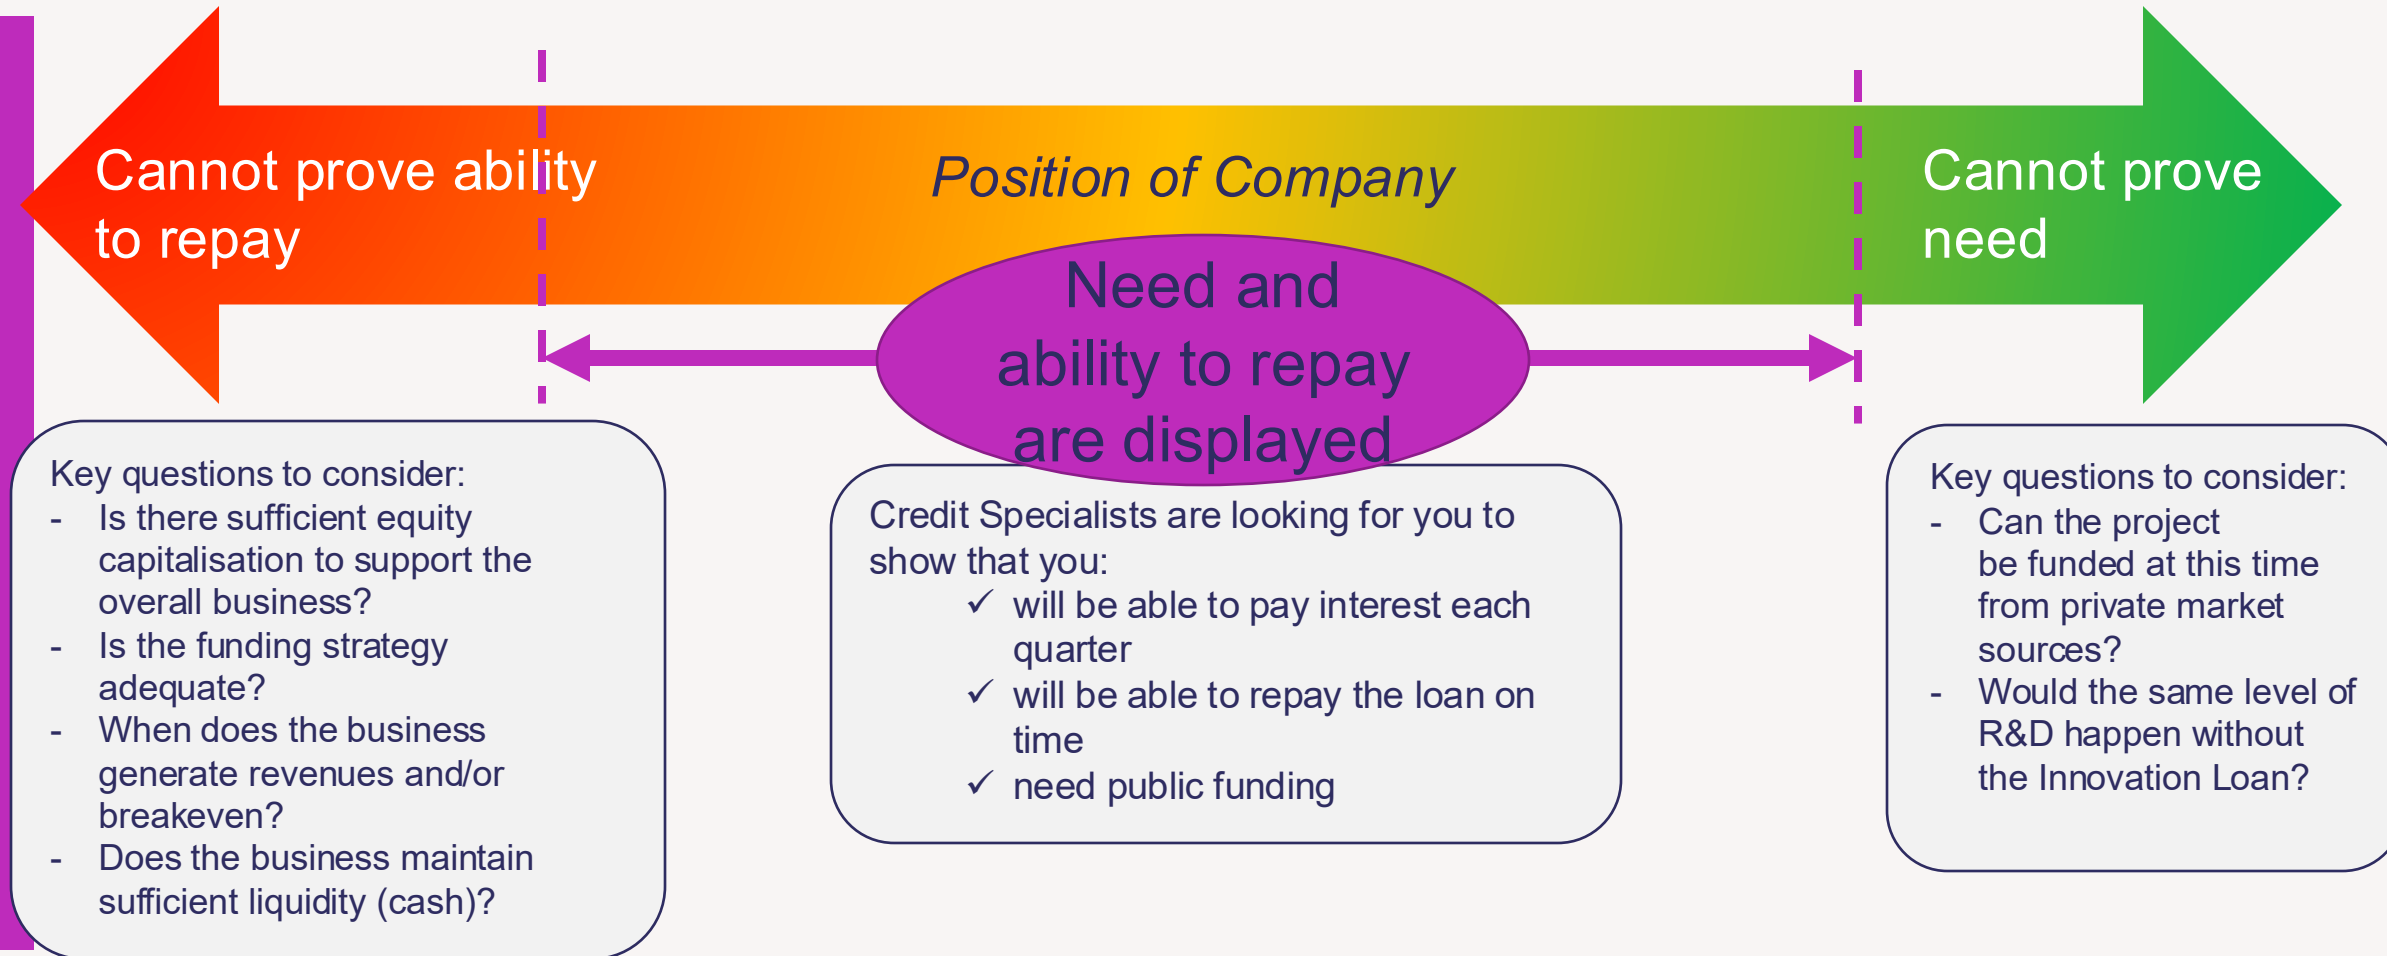 Cannot prove ability
to repay
Position of Company
Cannot prove
need
Need and
ability to repay
are displayed
Key questions to consider:
- Is there sufficient equity
capitalisation to support the
overall business?
- Is the funding strategy
adequate?
- When does the business
generate revenues and/or
breakeven?
- Does the business maintain
sufficient liquidity (cash)?
Credit Specialists are looking for you to
show that you:
✓ will be able to pay interest each
quarter
✓ will be able to repay the loan on
time
✓ need public funding
Key questions to consider:
- Can the project
be funded at this time
from private market
sources?
- Would the same level of
R&D happen without
the Innovation Loan?